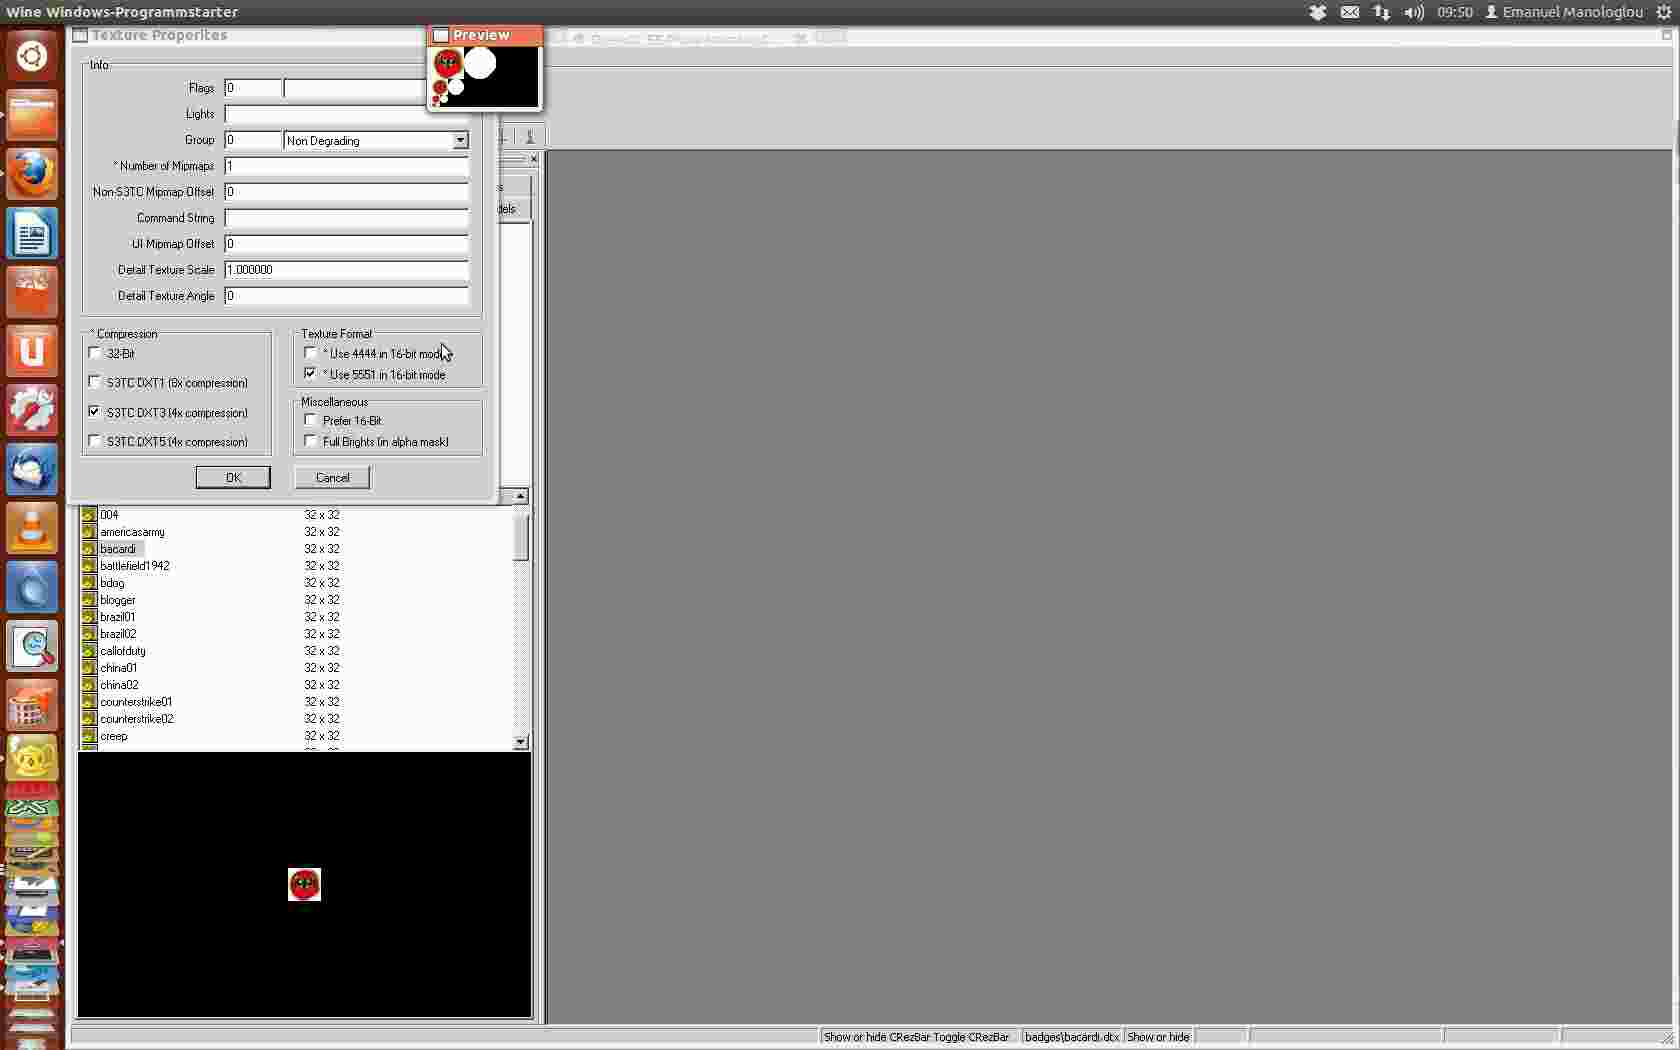 Wine Windows-Programmstarter
09:50
Emanuel Manologlou
Texture Properites
Preview
Info
Flags 0
Lights
Group 0 Non Degrading
* Number of Mipmaps 1
Non-S3TC Mipmap Offset 0
Command String
UI Mipmap Offset 0
Detail Texture Scale 1.000000
Detail Texture Angle 0
* Compression
32-Bit
S3TC DXT1 (8x compression)
S3TC DXT3 (4x compression)
S3TC DXT5 (4x compression)
Texture Format
* Use 4444 in 16-bit mode
* Use 5551 in 16-bit mode
Miscellaneous
Prefer 16-Bit
Full Brights (in alpha mask)
OK
Cancel
004 32 x 32
americasarmy 32 x 32
bacardi 32 x 32
battlefield1942 32 x 32
bdog 32 x 32
blogger 32 x 32
brazil01 32 x 32
brazil02 32 x 32
callofduty 32 x 32
china01 32 x 32
china02 32 x 32
counterstrike01 32 x 32
counterstrike02 32 x 32
creep 32 x 32
Show or hide CRezBar Toggle CRezBar
badges\bacardi.dtx
Show or hide